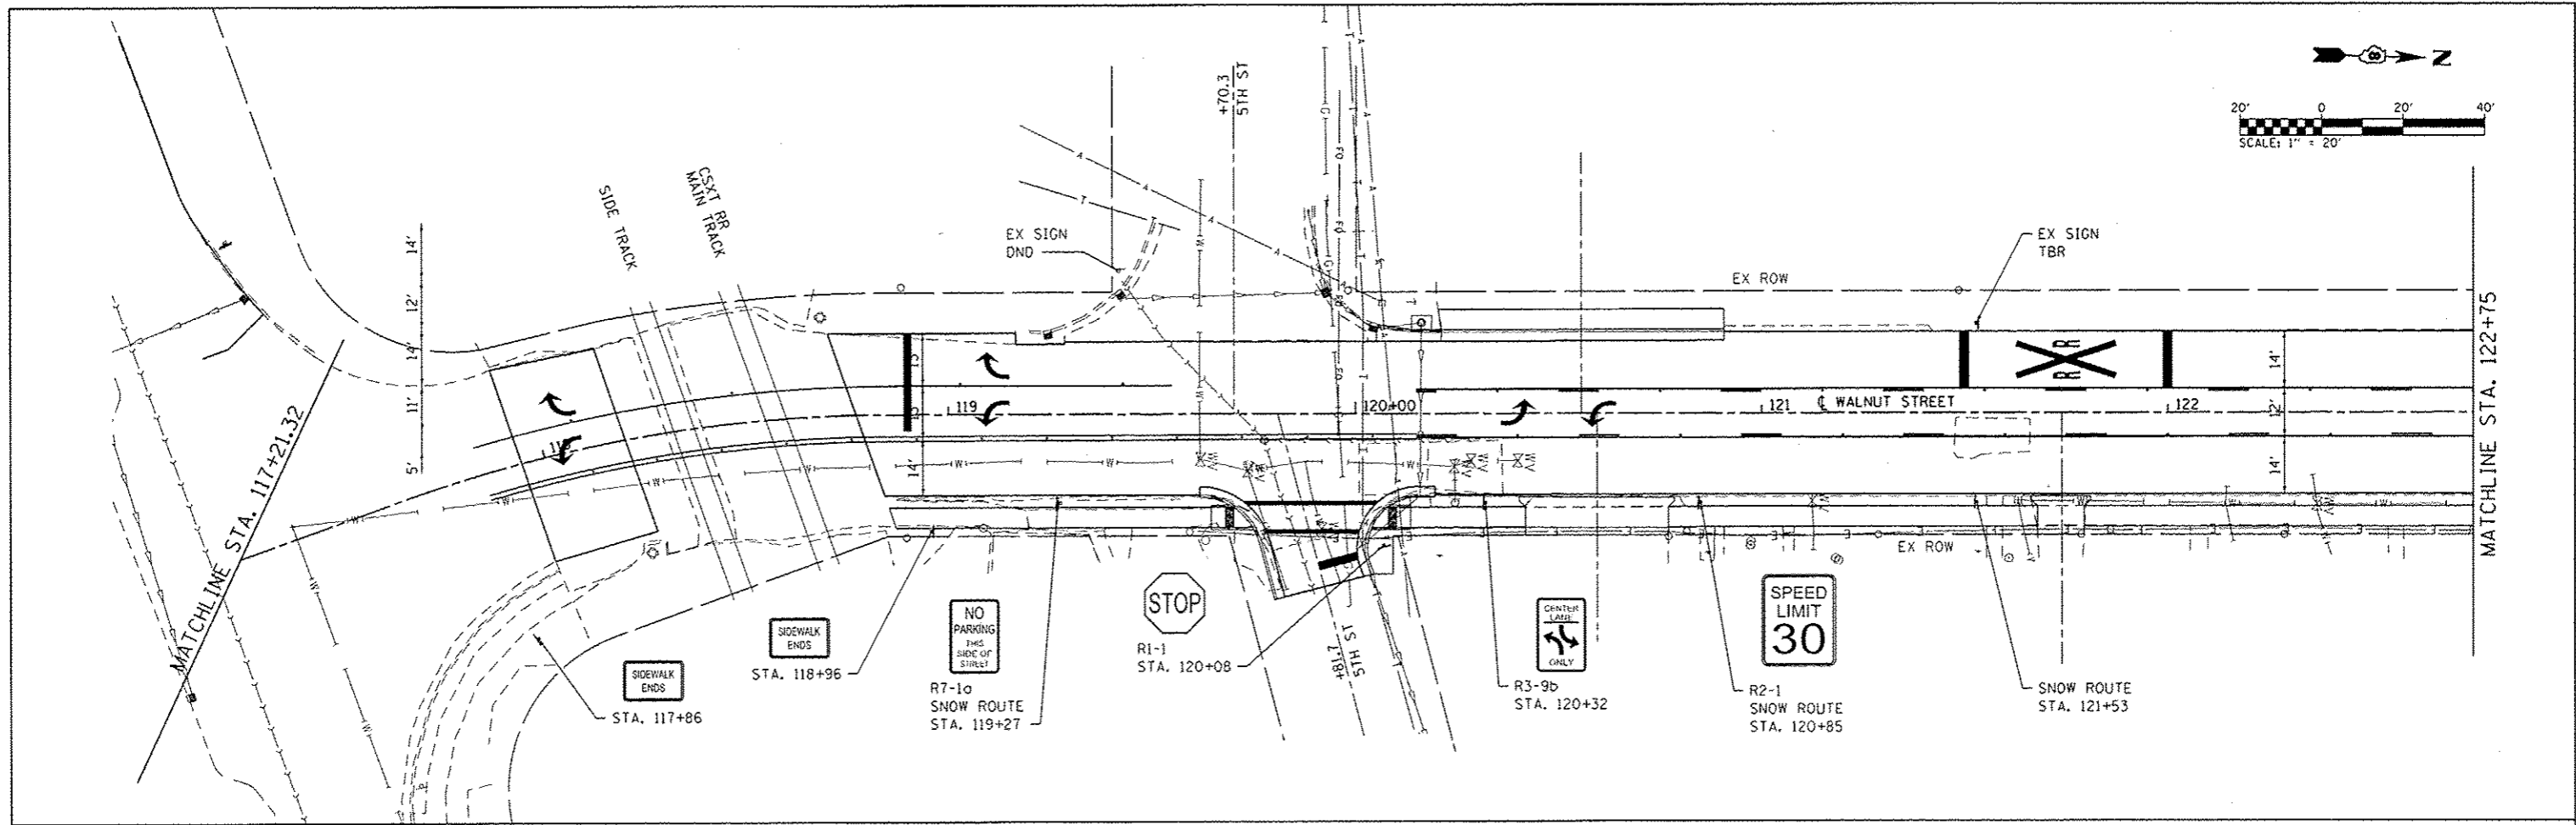 N
20' 0 20' 40'
SCALE: 1" = 20'
+70.3
5TH ST
SIDE TRACK
CSXT RR
MAIN TRACK
EX SIGN
DND
EX SIGN
TBR
EX ROW
14'
12'
14'
11'
5'
MATCHLINE STA. 117+21.32
MATCHLINE STA. 122+75
R R
119
120+00
121
℄ WALNUT STREET
122
14'
12'
14'
14'
EX ROW
SIDEWALK
ENDS
STA. 117+86
SIDEWALK
ENDS
STA. 118+96
NO
PARKING
THIS
SIDE OF
STREET
R7-1a
SNOW ROUTE
STA. 119+27
STOP
R1-1
STA. 120+08
+81.7
5TH ST
CENTER
LANE
ONLY
R3-9b
STA. 120+32
SPEED
LIMIT
30
R2-1
SNOW ROUTE
STA. 120+85
SNOW ROUTE
STA. 121+53